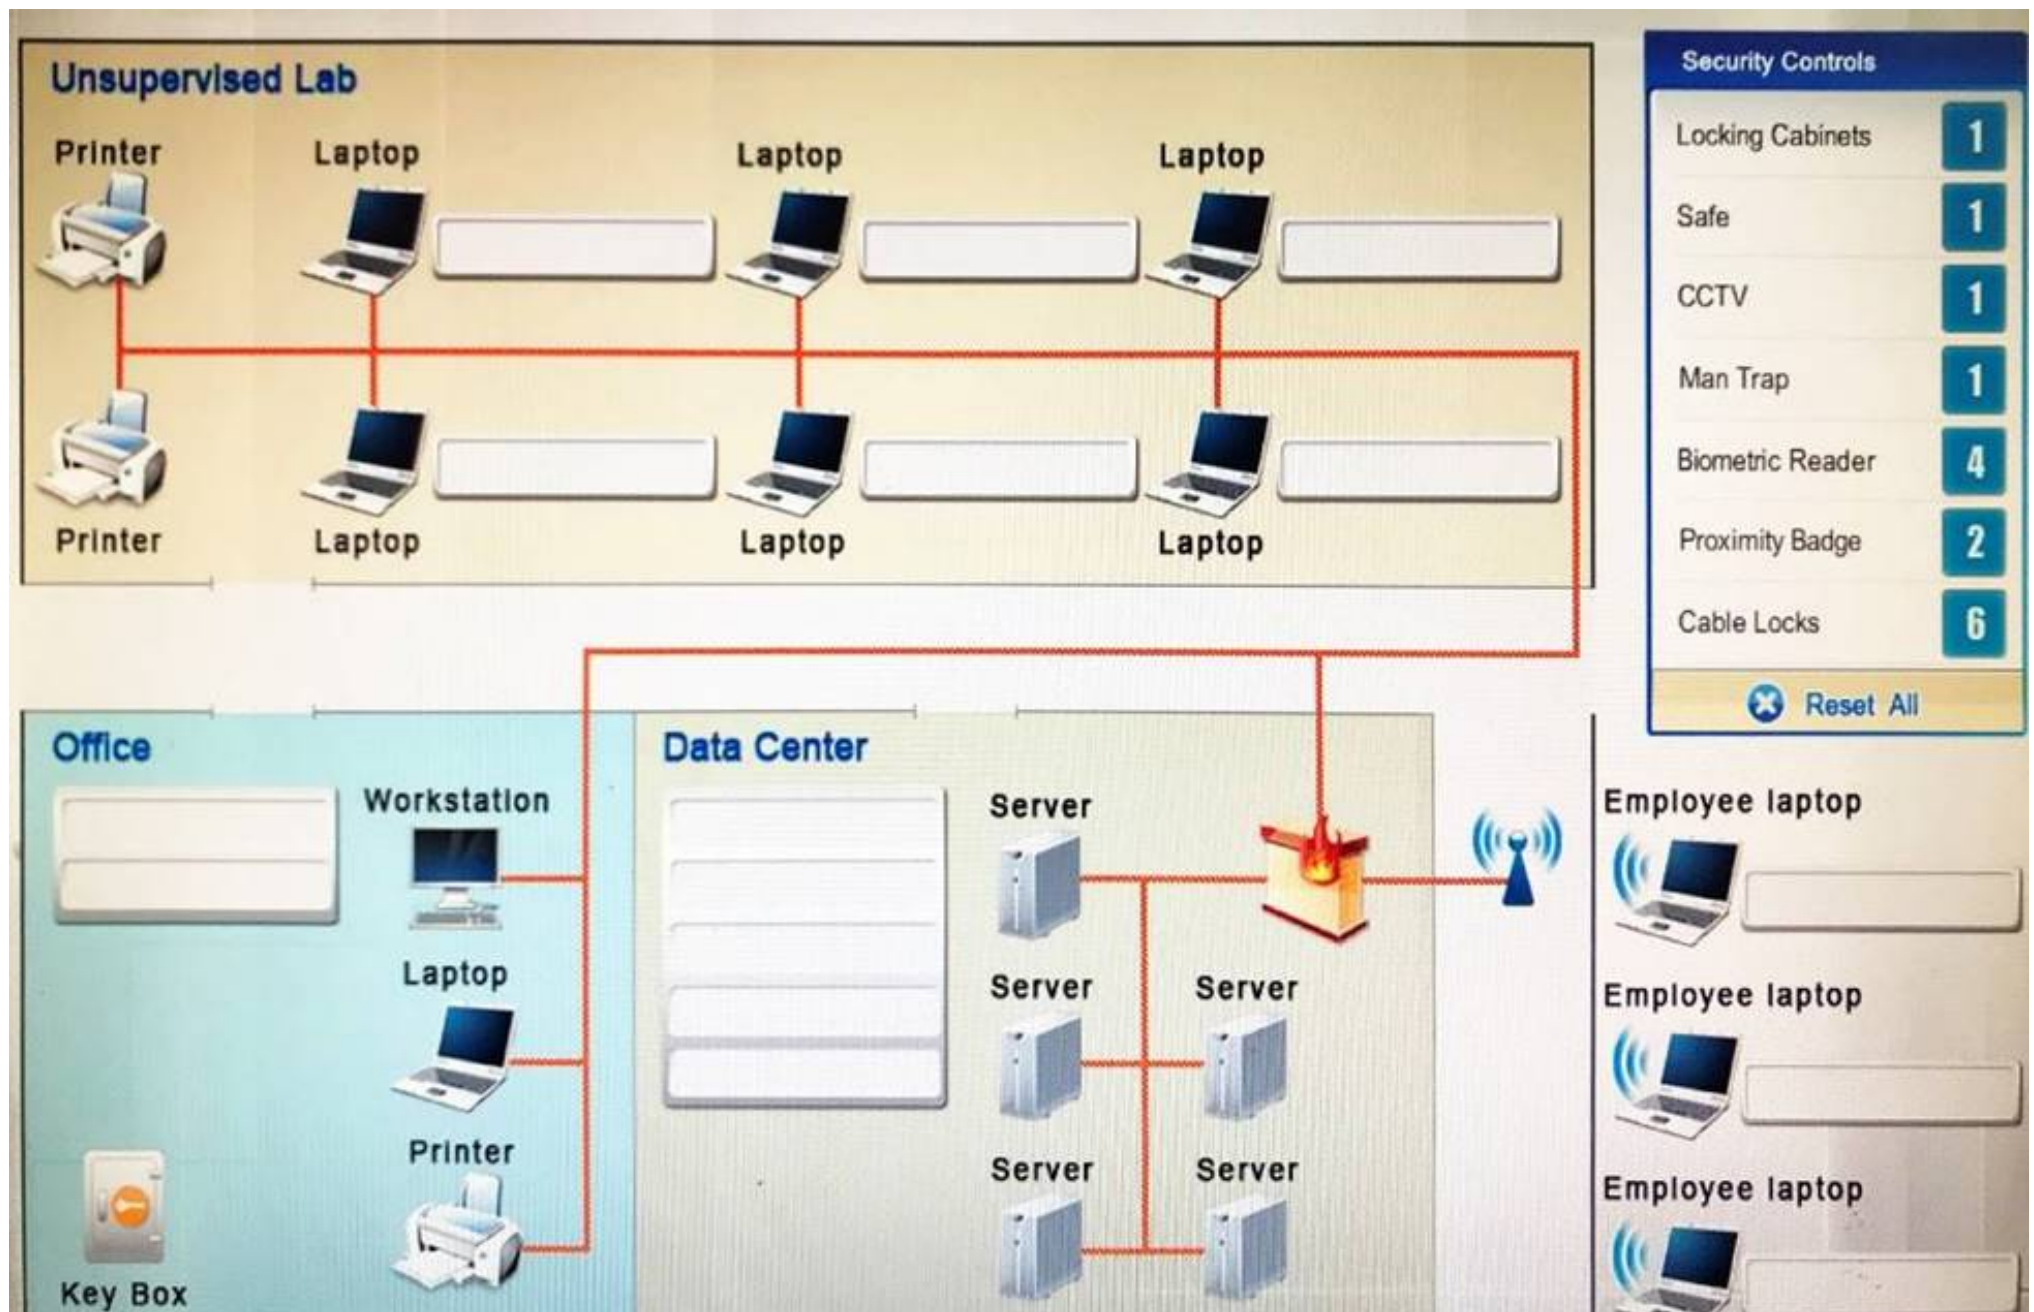 Unsupervised Lab
Security Controls
Printer
Laptop
Laptop
Laptop
Locking Cabinets 1
Safe 1
CCTV 1
Man Trap 1
Biometric Reader 4
Proximity Badge 2
Cable Locks 6
Reset All
Printer
Laptop
Laptop
Laptop
Office
Workstation
Laptop
Printer
Key Box
Data Center
Server
Server
Server
Server
Server
Employee laptop
Employee laptop
Employee laptop